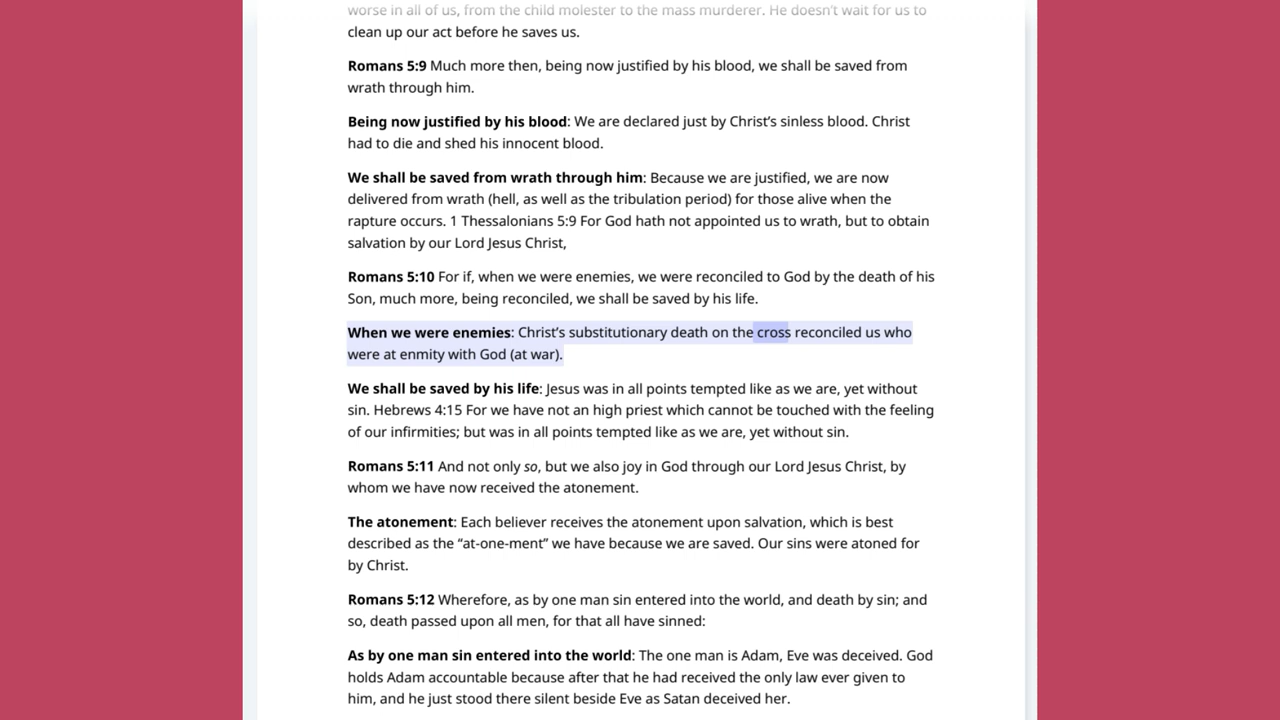 worse in all of us, from the child molester to the mass murderer. He doesn’t wait for us to
clean up our act before he saves us.
Romans 5:9 Much more then, being now justified by his blood, we shall be saved from
wrath through him.
Being now justified by his blood: We are declared just by Christ’s sinless blood. Christ
had to die and shed his innocent blood.
We shall be saved from wrath through him: Because we are justified, we are now
delivered from wrath (hell, as well as the tribulation period) for those alive when the
rapture occurs. 1 Thessalonians 5:9 For God hath not appointed us to wrath, but to obtain
salvation by our Lord Jesus Christ,
Romans 5:10 For if, when we were enemies, we were reconciled to God by the death of his
Son, much more, being reconciled, we shall be saved by his life.
When we were enemies: Christ’s substitutionary death on the cross reconciled us who
were at enmity with God (at war).
We shall be saved by his life: Jesus was in all points tempted like as we are, yet without
sin. Hebrews 4:15 For we have not an high priest which cannot be touched with the feeling
of our infirmities; but was in all points tempted like as we are, yet without sin.
Romans 5:11 And not only so, but we also joy in God through our Lord Jesus Christ, by
whom we have now received the atonement.
The atonement: Each believer receives the atonement upon salvation, which is best
described as the “at-one-ment” we have because we are saved. Our sins were atoned for
by Christ.
Romans 5:12 Wherefore, as by one man sin entered into the world, and death by sin; and
so, death passed upon all men, for that all have sinned:
As by one man sin entered into the world: The one man is Adam, Eve was deceived. God
holds Adam accountable because after that he had received the only law ever given to
him, and he just stood there silent beside Eve as Satan deceived her.